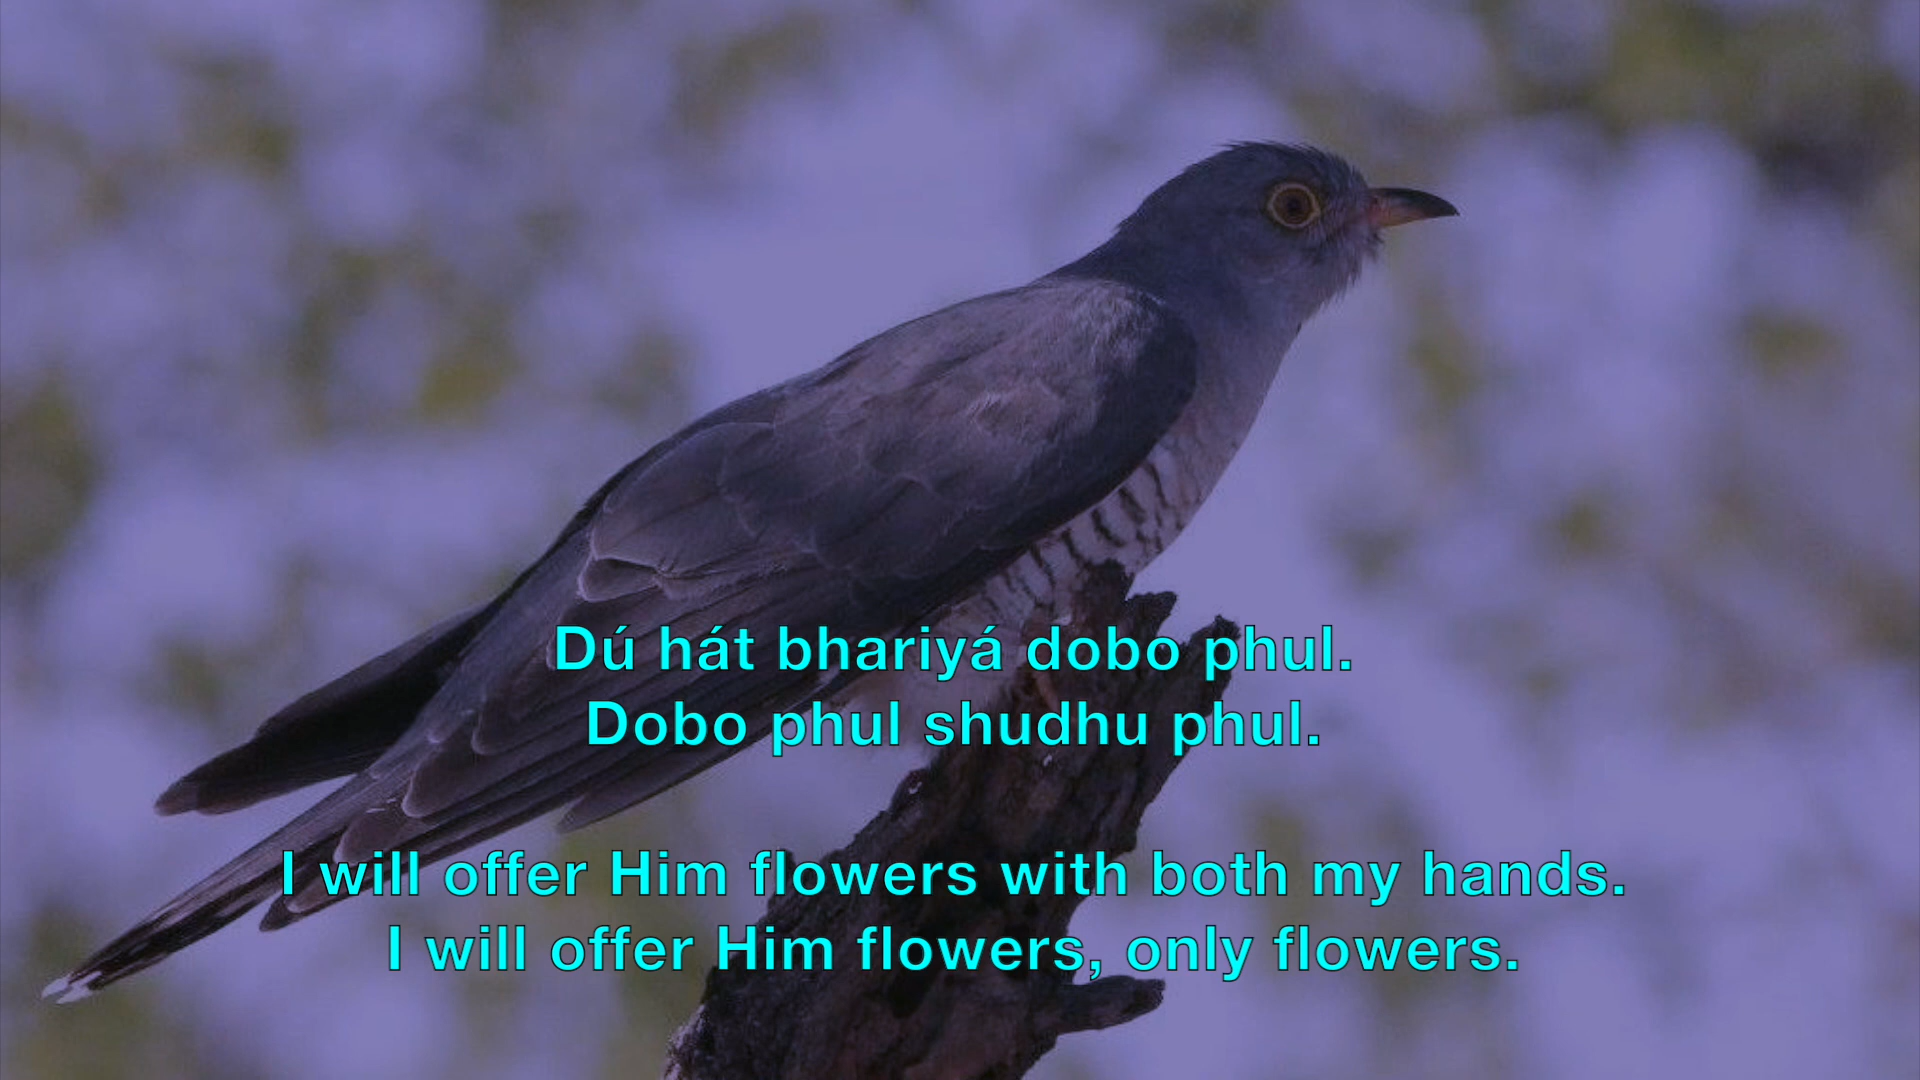 Dú hát bhariyá dobo phul.
Dobo phul shudhu phul.
I will offer Him flowers with both my hands.
I will offer Him flowers, only flowers.